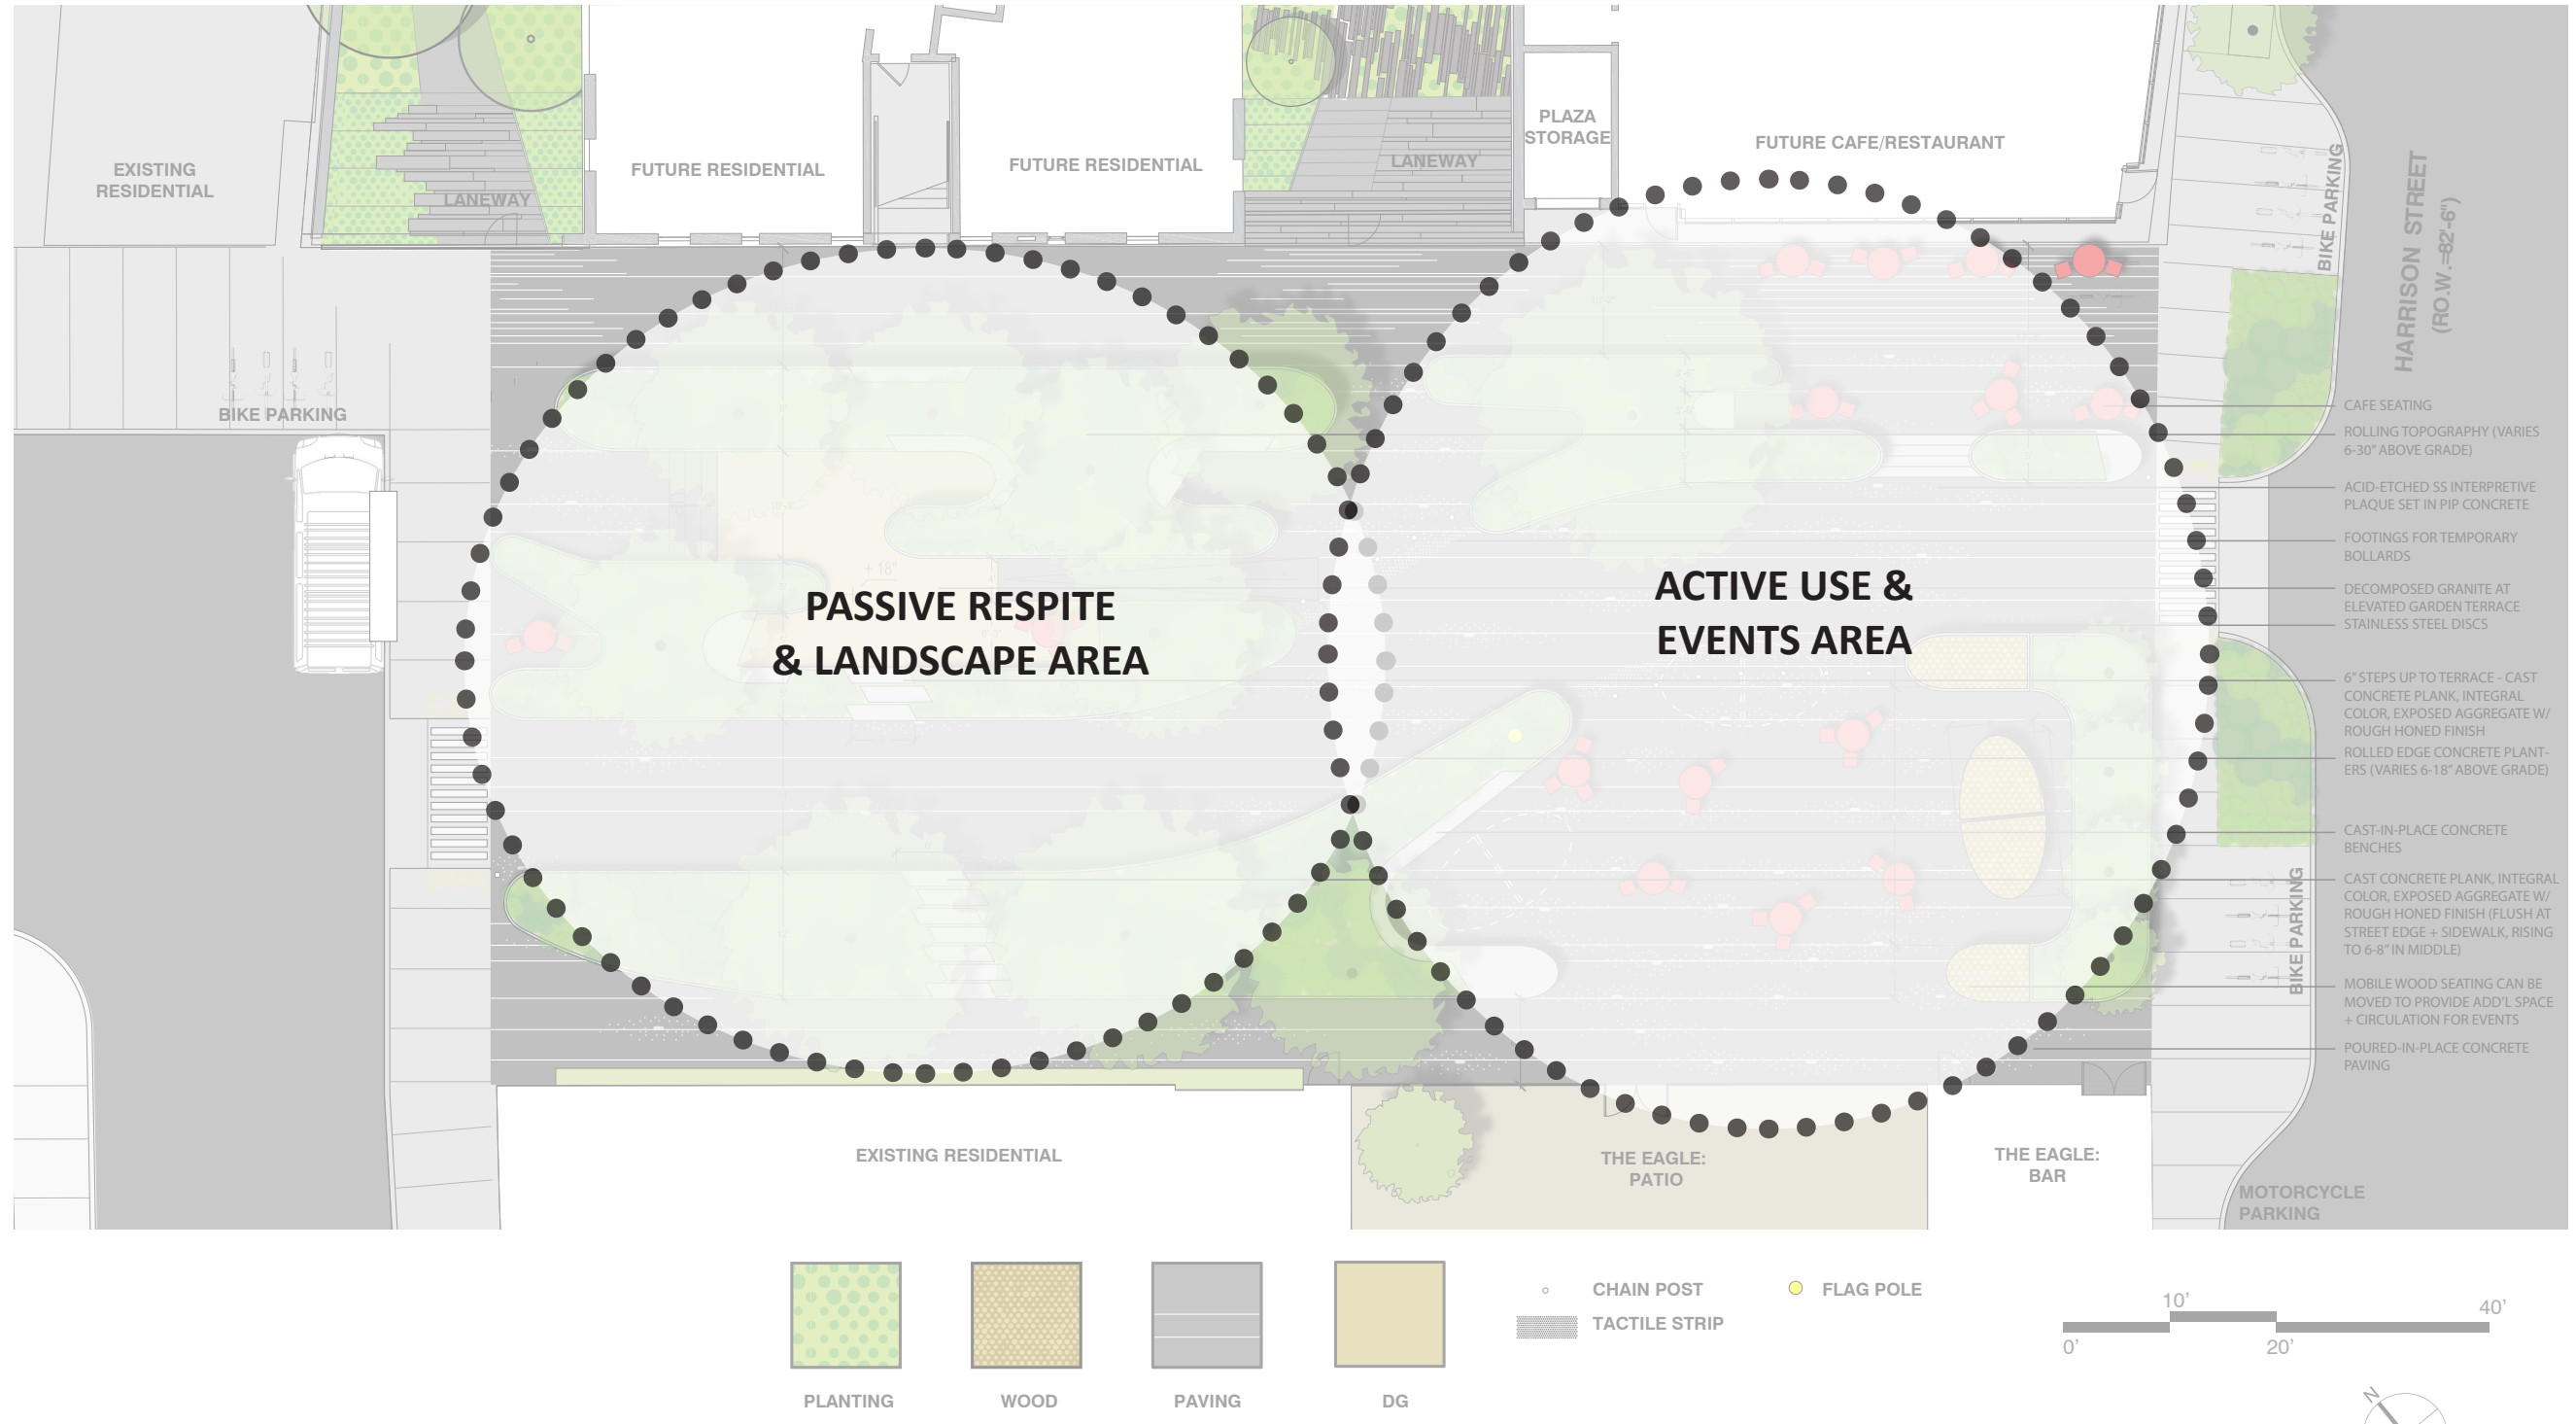 EXISTING
RESIDENTIAL
LANEWAY
FUTURE RESIDENTIAL
FUTURE RESIDENTIAL
LANEWAY
PLAZA
STORAGE
FUTURE CAFE/RESTAURANT
BIKE PARKING
HARRISON STREET
(R.O.W.=82-6")
BIKE PARKING
+ 18"
PASSIVE RESPITE
& LANDSCAPE AREA
ACTIVE USE &
EVENTS AREA
CAFE SEATING
ROLLING TOPOGRAPHY (VARIES
6-30" ABOVE GRADE)
ACID-ETCHED SS INTERPRETIVE
PLAQUE SET IN PIP CONCRETE
FOOTINGS FOR TEMPORARY
BOLLARDS
DECOMPOSED GRANITE AT
ELEVATED GARDEN TERRACE
STAINLESS STEEL DISCS
6" STEPS UP TO TERRACE - CAST
CONCRETE PLANK, INTEGRAL
COLOR, EXPOSED AGGREGATE W/
ROUGH HONED FINISH
ROLLED EDGE CONCRETE PLANT-
ERS (VARIES 6-18" ABOVE GRADE)
CAST-IN-PLACE CONCRETE
BENCHES
CAST CONCRETE PLANK, INTEGRAL
COLOR, EXPOSED AGGREGATE W/
ROUGH HONED FINISH (FLUSH AT
STREET EDGE + SIDEWALK, RISING
TO 6-8" IN MIDDLE)
MOBILE WOOD SEATING CAN BE
MOVED TO PROVIDE ADD'L SPACE
+ CIRCULATION FOR EVENTS
POURED-IN-PLACE CONCRETE
PAVING
BIKE PARKING
EXISTING RESIDENTIAL
THE EAGLE:
PATIO
THE EAGLE:
BAR
MOTORCYCLE
PARKING
PLANTING
WOOD
PAVING
DG
CHAIN POST
TACTILE STRIP
FLAG POLE
10'
40'
0'
20'
N